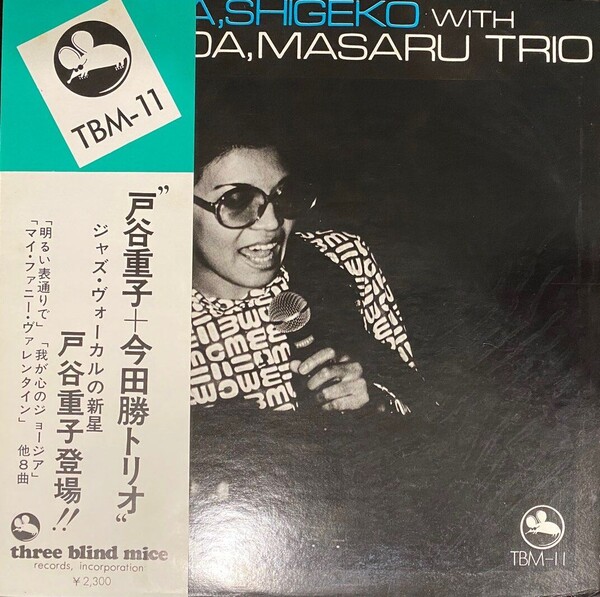 A, SHIGEKO WITH
DA, MASARU TRIO
TBM-11
"戸谷重子+今田勝トリオ"
ジャズ・ヴォーカルの新星
戸谷重子登場!!
「明るい表通りで」「我が心のジョージア」
「マイ・ファニー・ヴァレンタイン」他8曲
three blind mice
records, incorporation
¥2,300
TBM-11